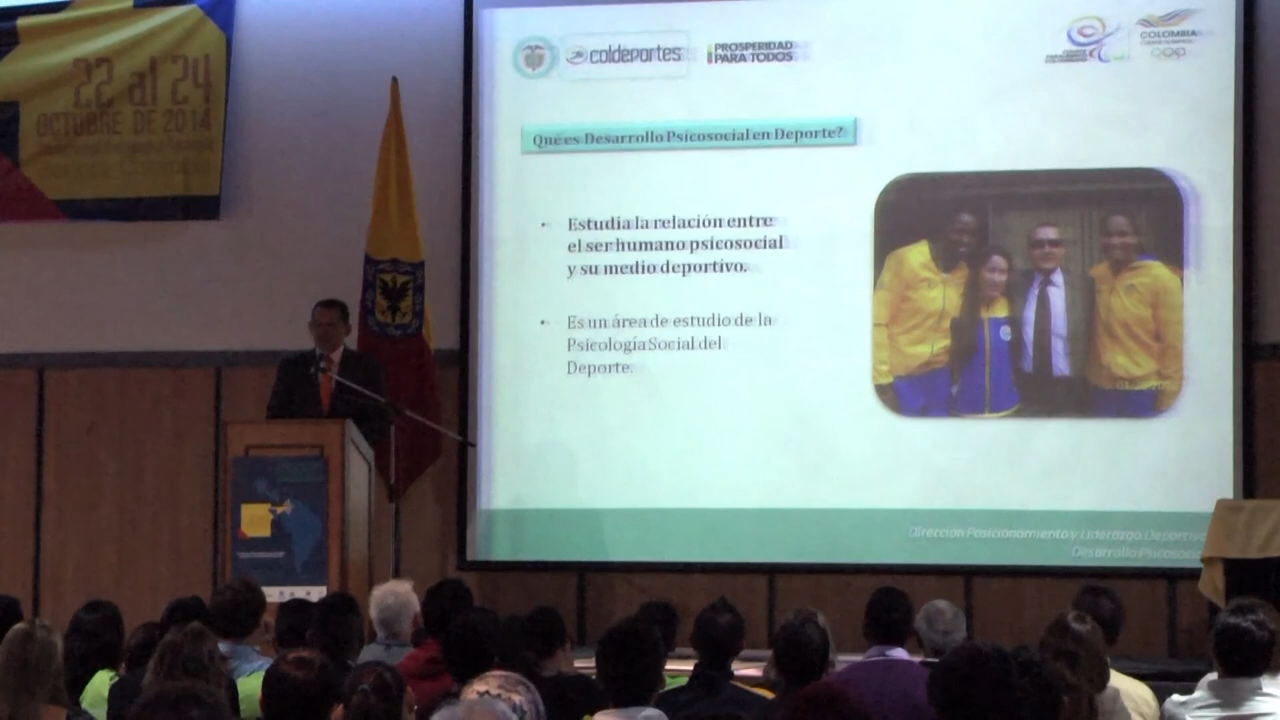 22 al 24
OCTUBRE DE 2014
coldeportes
PROSPERIDAD
PARA TODOS
COLOMBIA
Qué es Desarrollo Psicosocial en Deporte?
• Estudia la relación entre
el ser humano psicosocial
y su medio deportivo.
• Es un área de estudio de la
Psicología Social del
Deporte.
Dirección Posicionamiento y Liderazgo Deportivo
Desarrollo Psicosocial